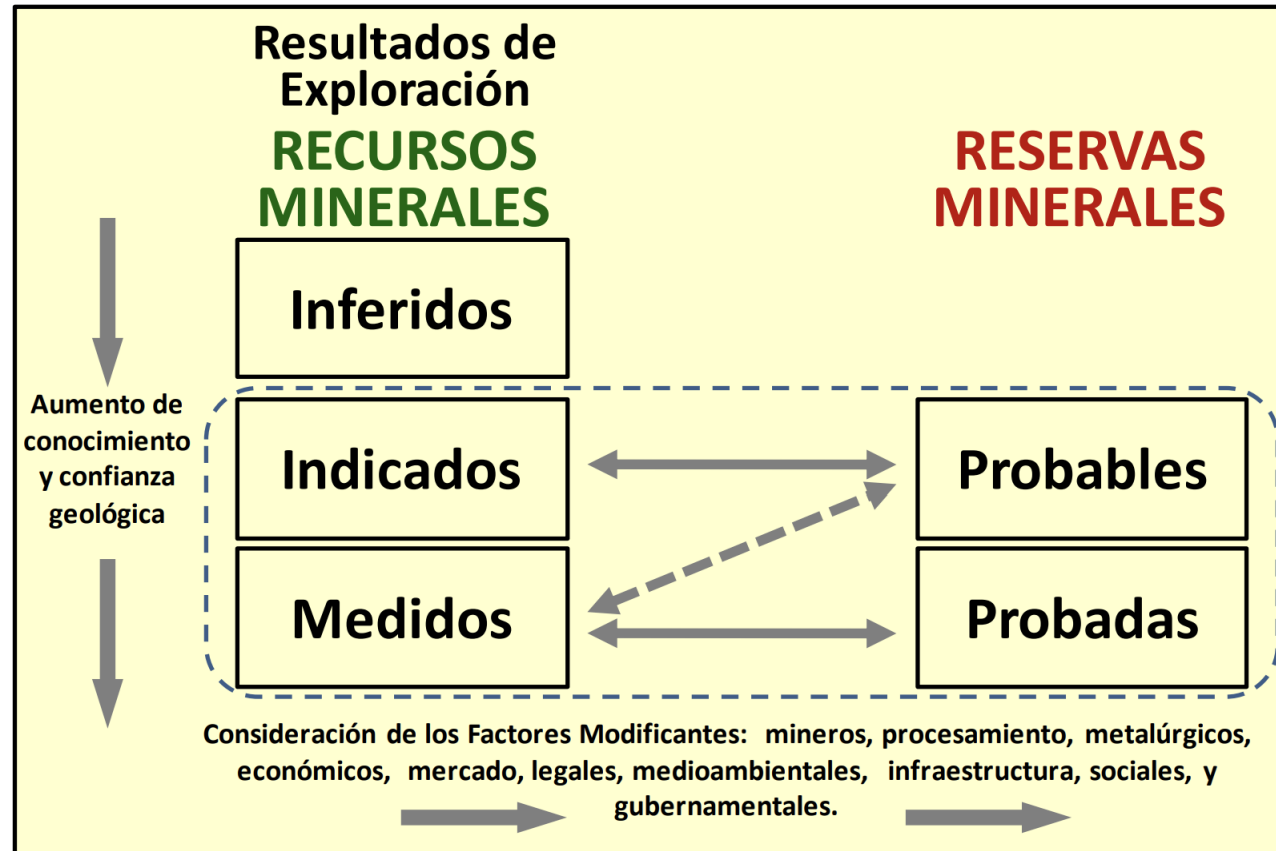 Resultados de
Exploración
RECURSOS
MINERALES
RESERVAS
MINERALES
Inferidos
Aumento de
conocimiento
y confianza
geológica
Indicados
Probables
Medidos
Probadas
Consideración de los Factores Modificantes: mineros, procesamiento, metalúrgicos,
económicos, mercado, legales, medioambientales, infraestructura, sociales, y
gubernamentales.